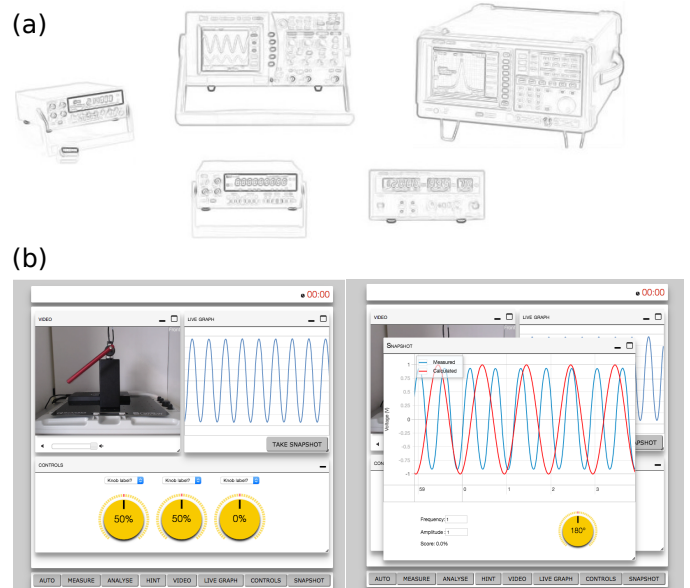 (a)
(b)
00:00
VIDEO
LIVE GRAPH
TAKE SNAPSHOT
CONTROLS
Knob label? Knob label? Knob label?
50% 50% 0%
AUTO MEASURE ANALYSE HINT VIDEO LIVE GRAPH CONTROLS SNAPSHOT
00:00
VIDEO
LIVE GRAPH
SNAPSHOT
Measured
Calculated
Voltage (V)
1
0.75
0.5
0.25
0
-0.25
-0.5
-0.75
-1
:59 0 1 2 3
Frequency: 1
Amplitude : 1
Score: 0.0%
180°
PSHOT
CON
AUTO MEASURE ANALYSE HINT VIDEO LIVE GRAPH CONTROLS SNAPSHOT